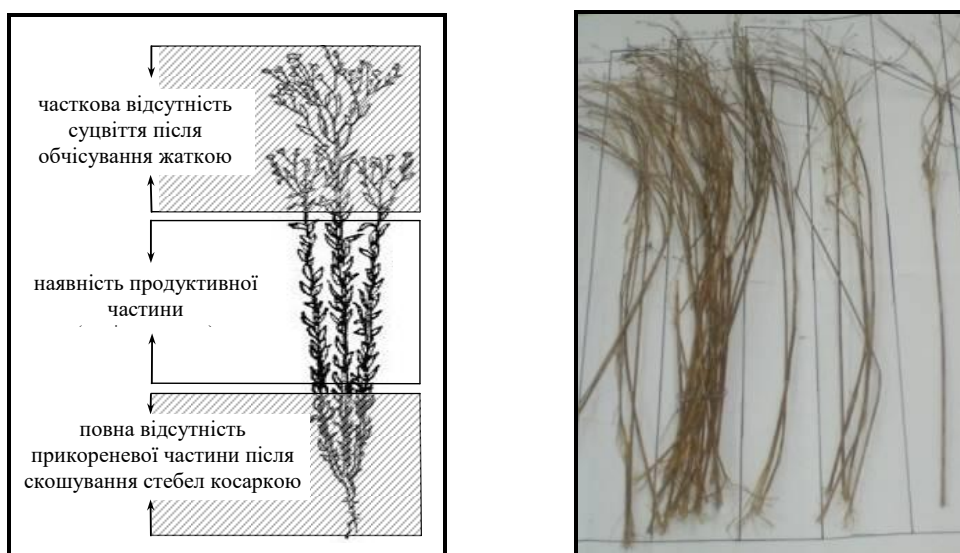 часткова відсутність
суцвіття після
обчісування жаткою
наявність продуктивної
частини
повна відсутність
прикореневої частини після
скошування стебел косаркою